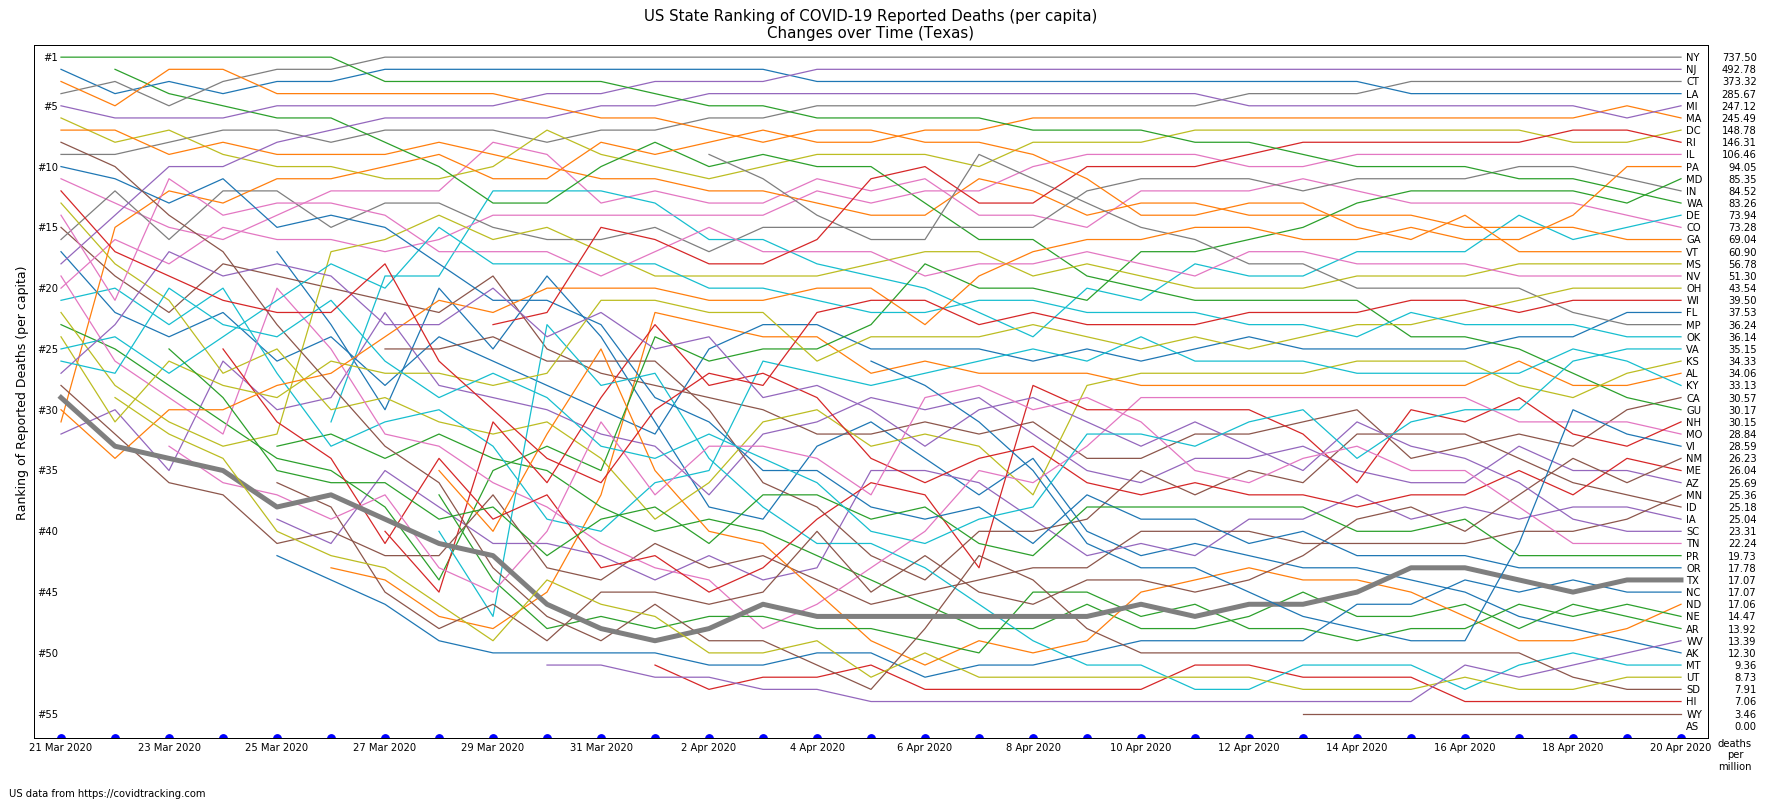 US State Ranking of COVID-19 Reported Deaths (per capita)
Changes over Time (Texas)
Ranking of Reported Deaths (per capita)
#1
#5
#10
#15
#20
#25
#30
#35
#40
#45
#50
#55
NY 737.50
NJ 492.78
CT 373.32
LA 285.67
MI 247.12
MA 245.49
DC 148.78
RI 146.31
IL 106.46
PA 94.05
MD 85.35
IN 84.52
WA 83.26
DE 73.94
CO 73.28
GA 69.04
VT 60.90
MS 56.78
NV 51.30
OH 43.54
WI 39.50
FL 37.53
MP 36.24
OK 36.14
VA 35.15
KS 34.33
AL 34.06
KY 33.13
CA 30.57
GU 30.17
NH 30.15
MO 28.84
VI 28.59
NM 26.23
ME 26.04
AZ 25.69
MN 25.36
ID 25.18
IA 25.04
SC 23.31
TN 22.24
PR 19.73
OR 17.78
TX 17.07
NC 17.07
ND 17.06
NE 14.47
AR 13.92
WV 13.39
AK 12.30
MT 9.36
UT 8.73
SD 7.91
HI 7.06
WY 3.46
AS 0.00
21 Mar 2020 23 Mar 2020 25 Mar 2020 27 Mar 2020 29 Mar 2020 31 Mar 2020 2 Apr 2020 4 Apr 2020 6 Apr 2020 8 Apr 2020 10 Apr 2020 12 Apr 2020 14 Apr 2020 16 Apr 2020 18 Apr 2020 20 Apr 2020
deaths
per
million
US data from https://covidtracking.com